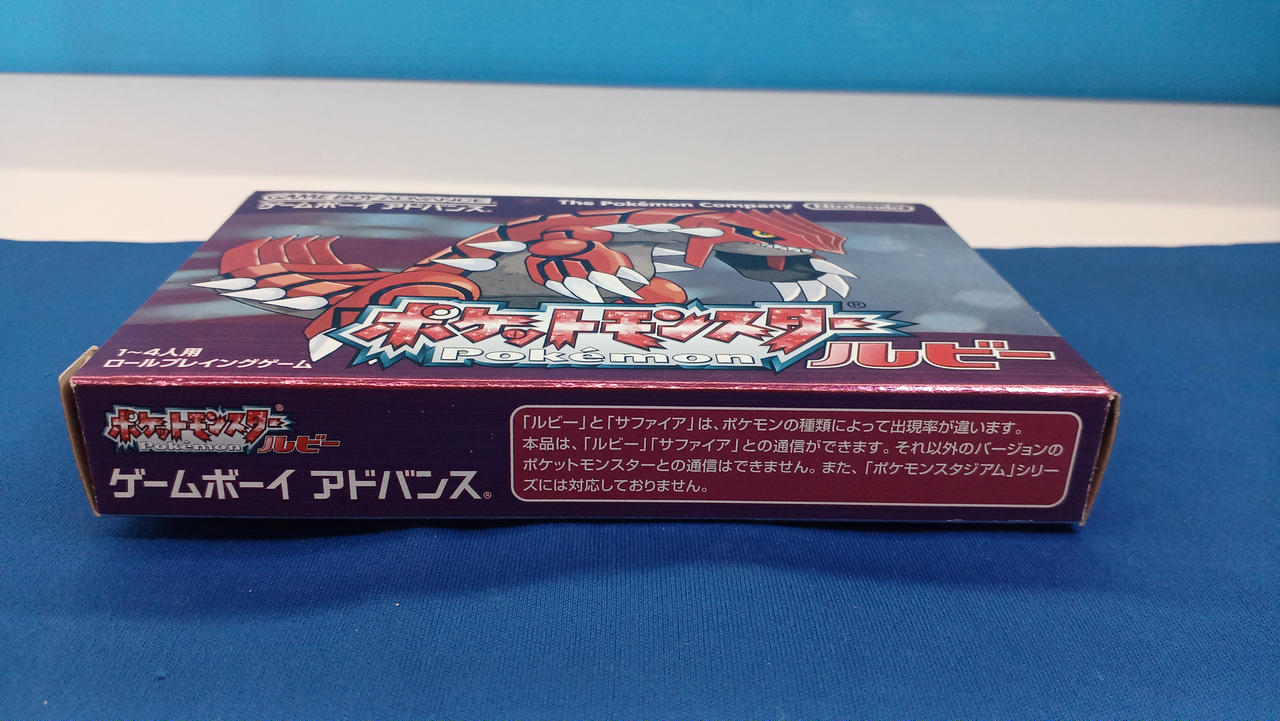 GAME BOY ADVANCE
ゲームボーイ アドバンス
The Pokémon Company
Nintendo
ポケットモンスター®
Pokémon
ルビー
1〜4人用
ロールプレイングゲーム
ポケットモンスター®
Pokémon
ルビー
ゲームボーイ アドバンス®
「ルビー」と「サファイア」は、ポケモンの種類によって出現率が違います。
本品は、「ルビー」「サファイア」との通信ができます。それ以外のバージョンの
ポケットモンスターとの通信はできません。また、「ポケモンスタジアム」シリー
ズには対応しておりません。